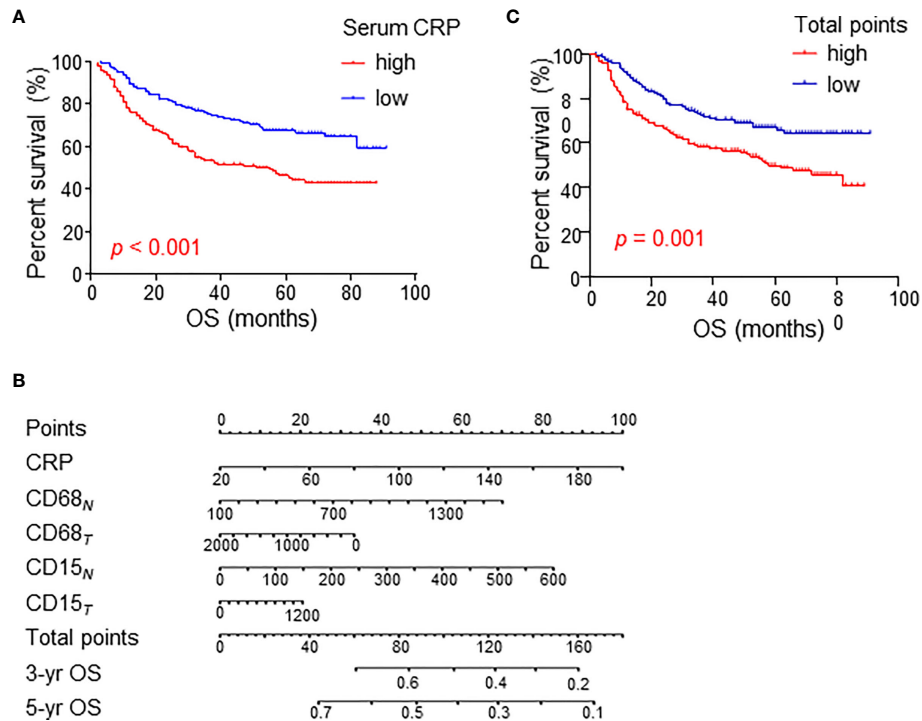 A
Serum CRP
high
low
Percent survival (%)
100
80
60
40
20
0
p < 0.001
0 20 40 60 80 100
OS (months)
C
Total points
high
low
Percent survival (%)
100
8
0
60
40
20
0
p = 0.001
0 20 40 60 8 100
0
OS (months)
B
Points
0 20 40 60 80 100
CRP
20 60 100 140 180
CD68N
100 700 1300
CD68T
2000 1000 0
CD15N
0 100 200 300 400 500 600
CD15T
0 1200
Total points
0 40 80 120 160
3-yr OS
0.6 0.4 0.2
5-yr OS
0.7 0.5 0.3 0.1